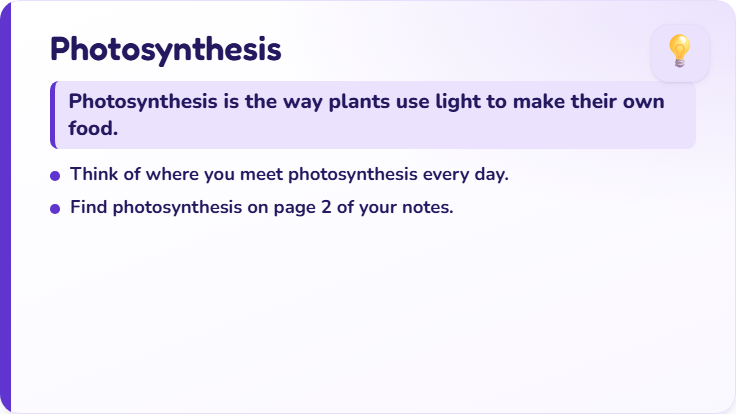 Photosynthesis
Photosynthesis is the way plants use light to make their own
food.
Think of where you meet photosynthesis every day.
Find photosynthesis on page 2 of your notes.